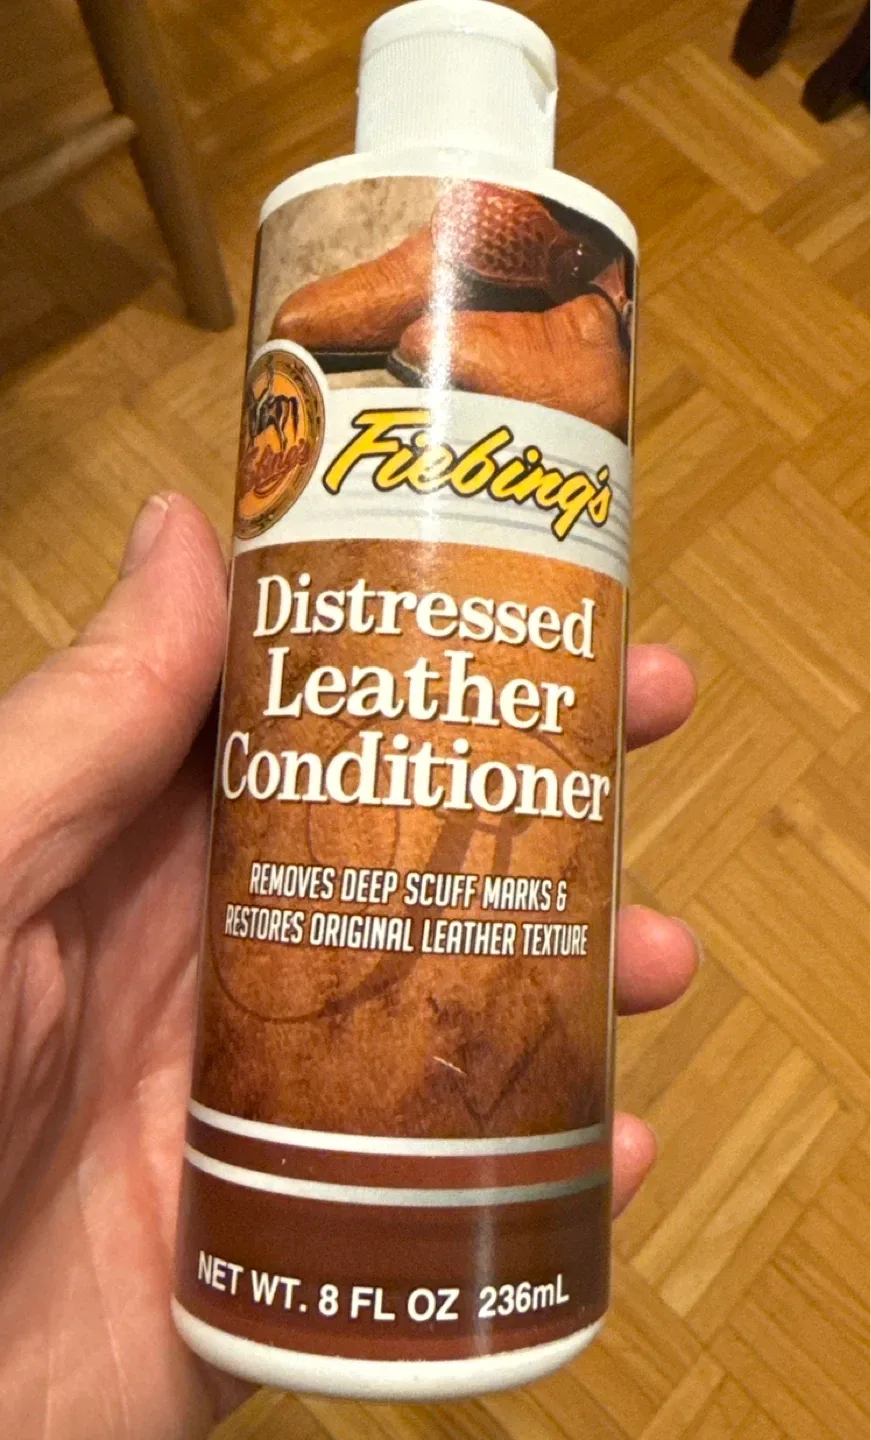 Fiebing's
Distressed
Leather
Conditioner
REMOVES DEEP SCUFF MARKS &
RESTORES ORIGINAL LEATHER TEXTURE
NET WT. 8 FL OZ 236mL